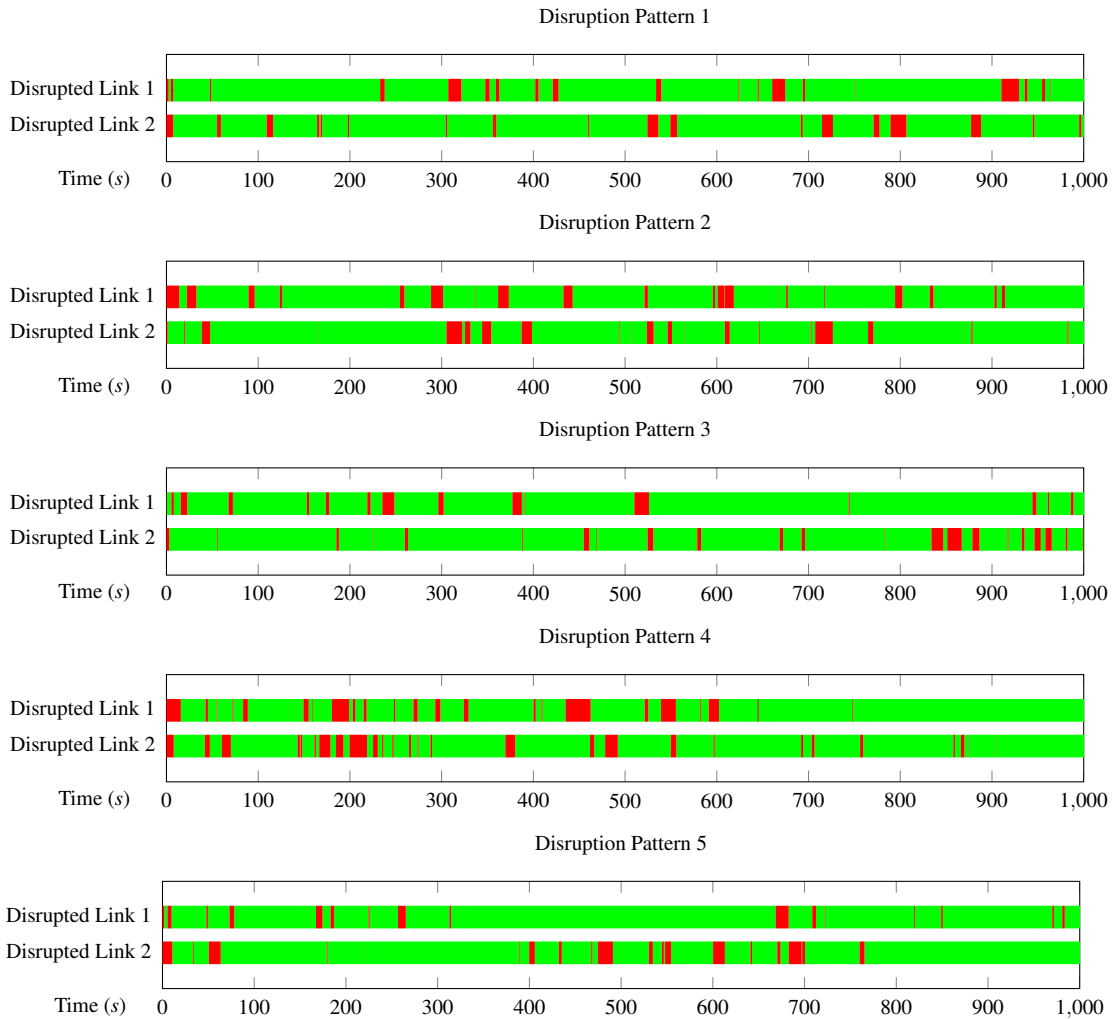 Disruption Pattern 1
Disrupted Link 1
Disrupted Link 2
Time (s) 0 100 200 300 400 500 600 700 800 900 1,000
Disruption Pattern 2
Disrupted Link 1
Disrupted Link 2
Time (s) 0 100 200 300 400 500 600 700 800 900 1,000
Disruption Pattern 3
Disrupted Link 1
Disrupted Link 2
Time (s) 0 100 200 300 400 500 600 700 800 900 1,000
Disruption Pattern 4
Disrupted Link 1
Disrupted Link 2
Time (s) 0 100 200 300 400 500 600 700 800 900 1,000
Disruption Pattern 5
Disrupted Link 1
Disrupted Link 2
Time (s) 0 100 200 300 400 500 600 700 800 900 1,000